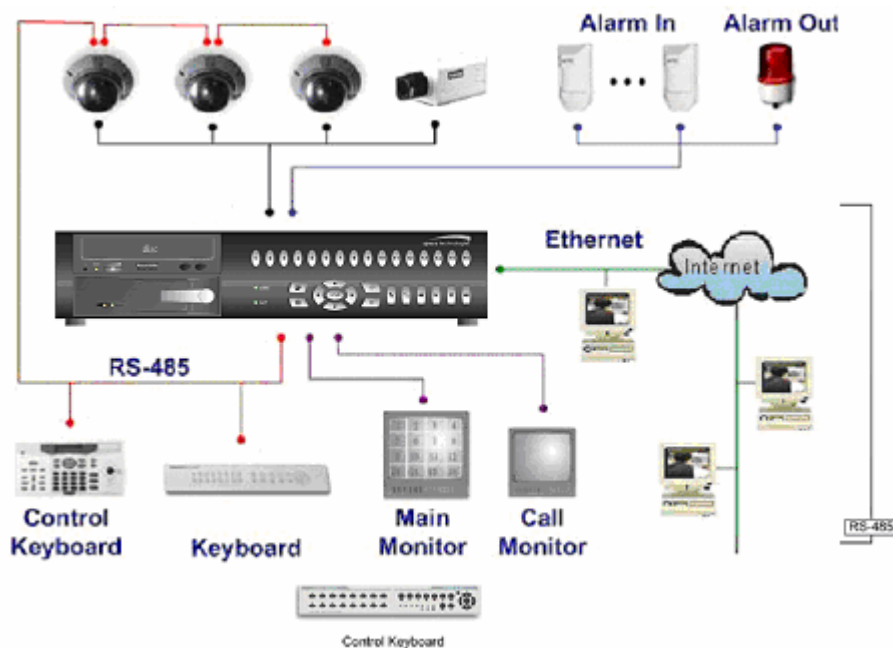 Alarm In
Alarm Out
Ethernet
Internet
RS-485
Control
Keyboard
Keyboard
Main
Monitor
Call
Monitor
RS-485
Control Keyboard